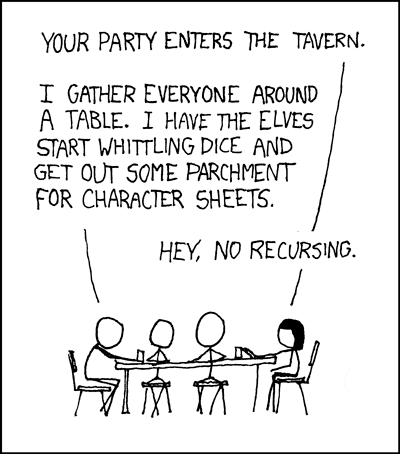 YOUR PARTY ENTERS THE TAVERN.
I GATHER EVERYONE AROUND
A TABLE. I HAVE THE ELVES
START WHITTLING DICE AND
GET OUT SOME PARCHMENT
FOR CHARACTER SHEETS.
HEY, NO RECURSING.